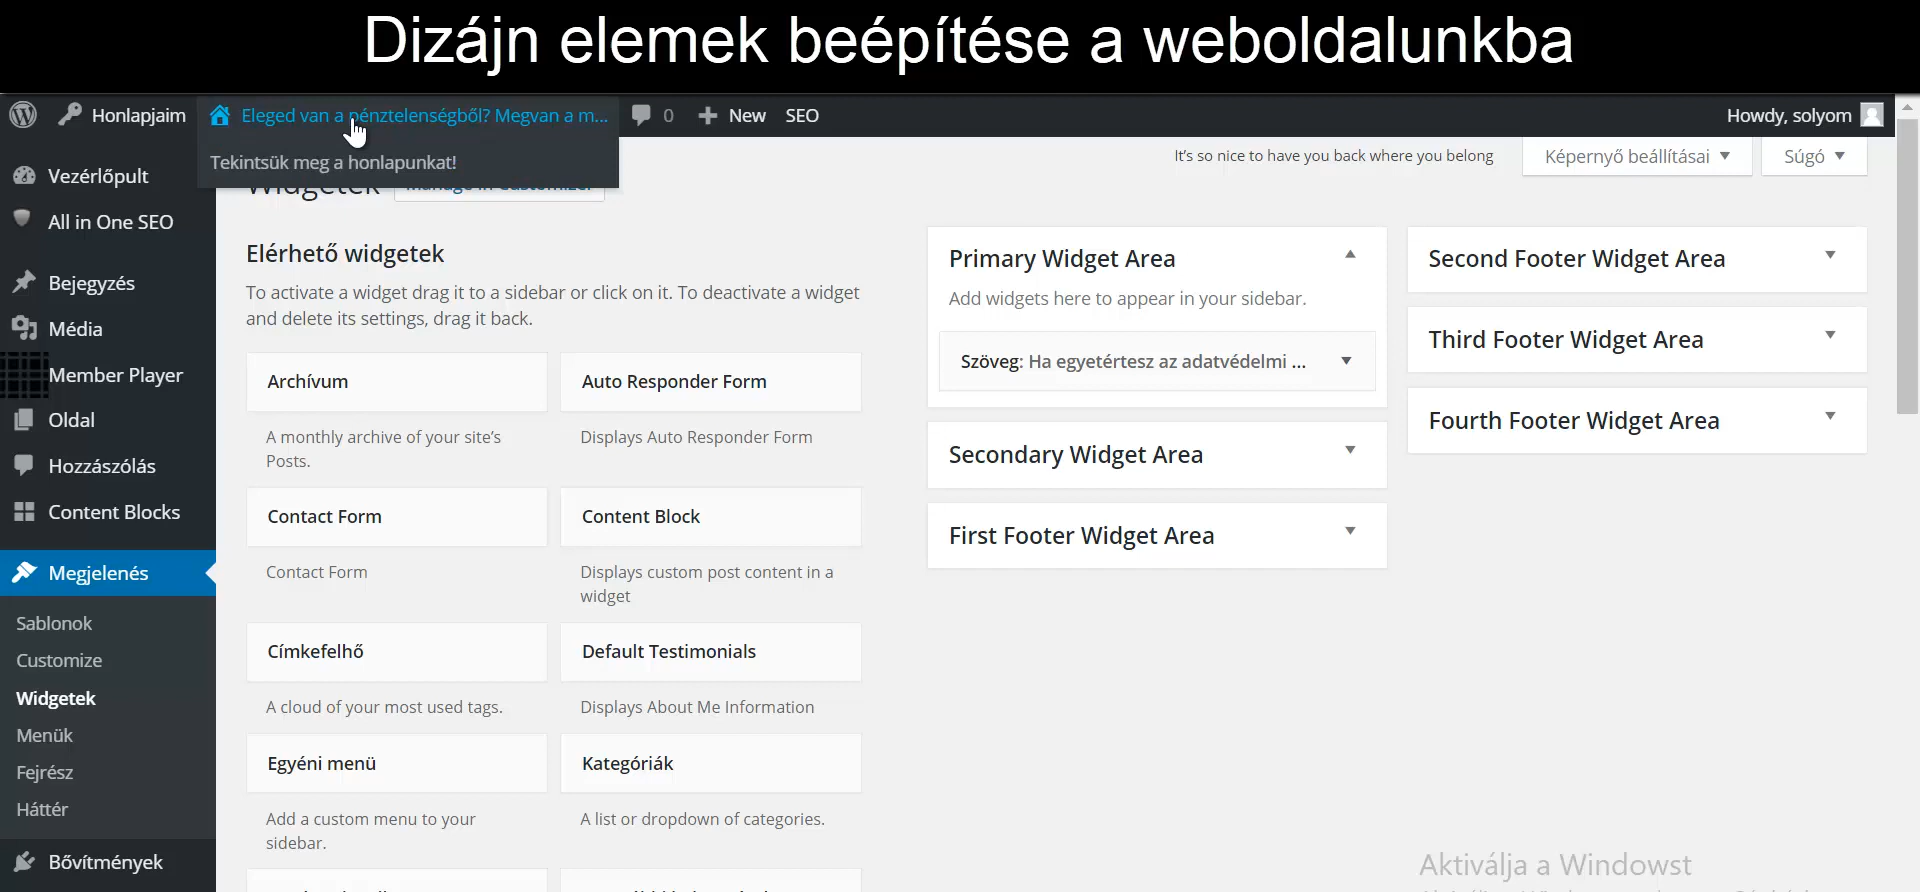 Dizájn elemek beépítése a weboldalunkba
Honlapjaim
Eleged van a pénztelenségből? Megvan a m...
0
New
SEO
Howdy, solyom
Tekintsük meg a honlapunkat!
It's so nice to have you back where you belong
Képernyő beállításai
Súgó
Widgetek
Manage in Customizer
Vezérlőpult
All in One SEO
Bejegyzés
Média
Member Player
Oldal
Hozzászólás
Content Blocks
Megjelenés
Sablonok
Customize
Widgetek
Menük
Fejrész
Háttér
Bővítmények
Elérhető widgetek
To activate a widget drag it to a sidebar or click on it. To deactivate a widget
and delete its settings, drag it back.
Archívum
A monthly archive of your site's
Posts.
Auto Responder Form
Displays Auto Responder Form
Contact Form
Contact Form
Content Block
Displays custom post content in a
widget
Címkefelhő
A cloud of your most used tags.
Default Testimonials
Displays About Me Information
Egyéni menü
Add a custom menu to your
sidebar.
Kategóriák
A list or dropdown of categories.
Primary Widget Area
Add widgets here to appear in your sidebar.
Szöveg: Ha egyetértesz az adatvédelmi ...
Secondary Widget Area
First Footer Widget Area
Second Footer Widget Area
Third Footer Widget Area
Fourth Footer Widget Area
Aktiválja a Windowst